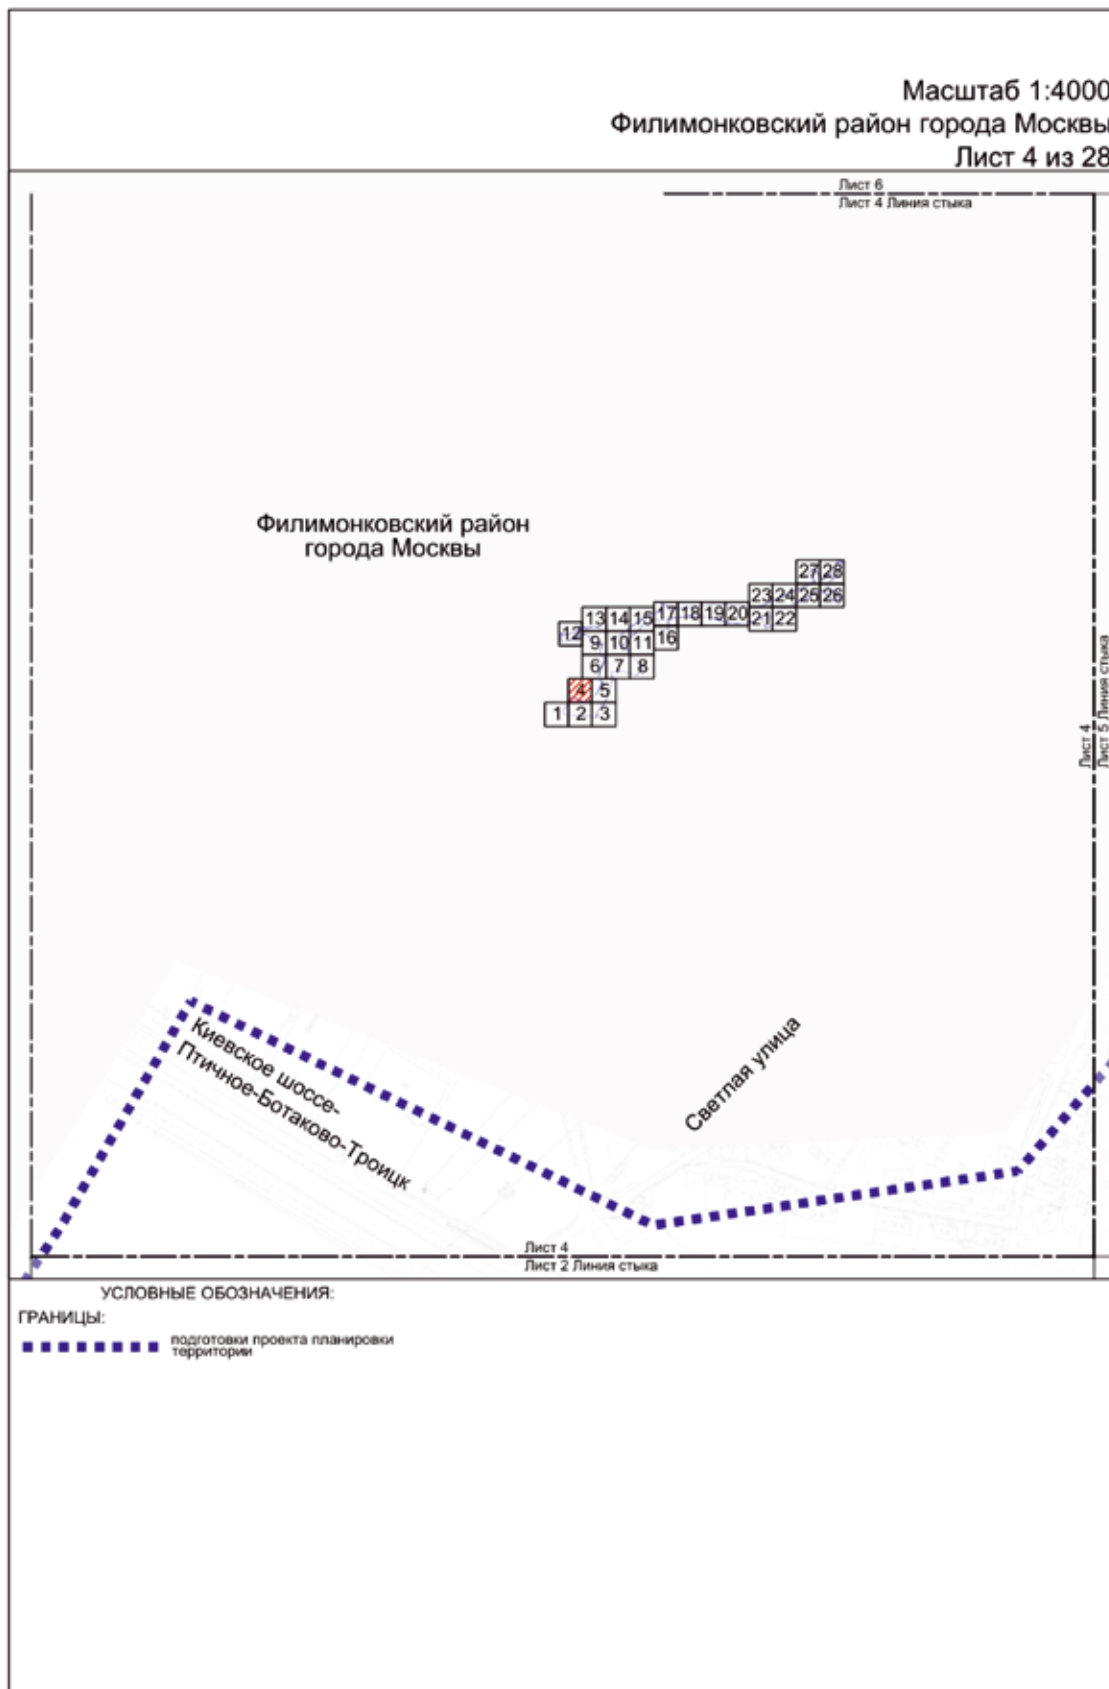 Масштаб 1:4000
Филимонковский район города Москвы
Лист 4 из 28
Лист 6
Лист 4 Линия стыка
Филимонковский район
города Москвы
27 28
23 24 25 26
13 14 15 17 18 19 20 21 22
12 9 10 11 16
6 7 8
4 5
1 2 3
Лист 4
Лист 5 Линия стыка
Киевское шоссе-
Птичное-Ботаково-Троицк
Светлая улица
Лист 4
Лист 2 Линия стыка
УСЛОВНЫЕ ОБОЗНАЧЕНИЯ:
ГРАНИЦЫ:
подготовки проекта планировки
территории